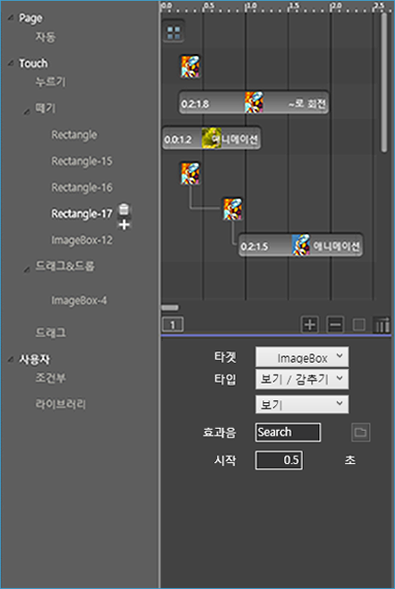 Page
자동
Touch
누르기
떼기
Rectangle
Rectangle-15
Rectangle-16
Rectangle-17
ImageBox-12
드래그&드롭
ImageBox-4
드래그
사용자
조건부
라이브러리
0.0 0.5 1.0 1.5 2.0 2.5
0.2:1.8 ~로 회전
0.0:1.2 애니메이션
0.2:1.5 애니메이션
1
타겟 ImageBox
타입 보기 / 감추기
보기
효과음 Search
시작 0.5 초